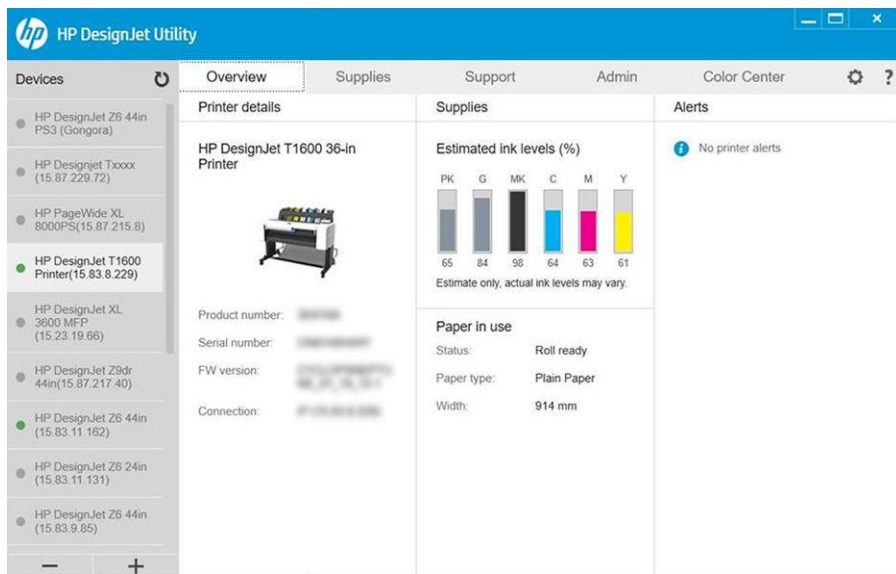 hp HP DesignJet Utility
Devices
HP DesignJet Z6 44in
PS3 (Gongora)
HP Designjet Txxxx
(15.87.229.72)
HP PageWide XL
8000PS(15.87.215.8)
HP DesignJet T1600
Printer(15.83.8.229)
HP DesignJet XL
3600 MFP
(15.23.19.66)
HP DesignJet Z9dr
44in(15.87.217.40)
HP DesignJet Z6 44in
(15.83.11.162)
HP DesignJet Z6 24in
(15.83.11.131)
HP DesignJet Z6 44in
(15.83.9.85)
Overview Supplies Support Admin Color Center ?
Printer details
HP DesignJet T1600 36-in
Printer
Product number:
Serial number:
FW version:
Connection:
Supplies
Estimated ink levels (%)
PK G MK C M Y
65 84 98 64 63 61
Estimate only, actual ink levels may vary.
Paper in use
Status: Roll ready
Paper type: Plain Paper
Width: 914 mm
Alerts
No printer alerts